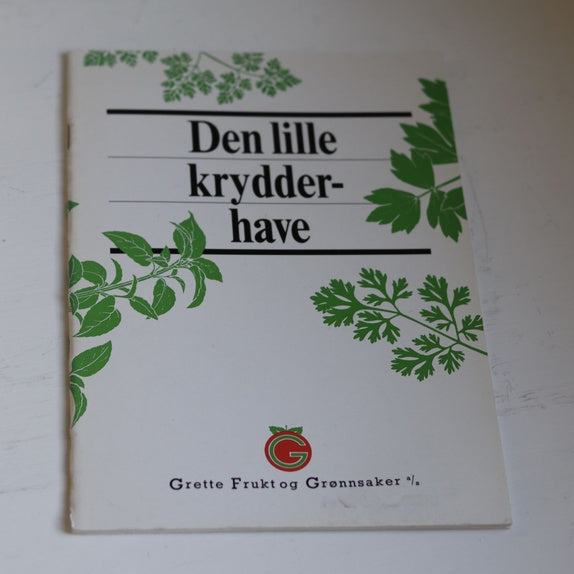 Den lille
krydder-
have
G
Grette Frukt og Grønnsaker a/s